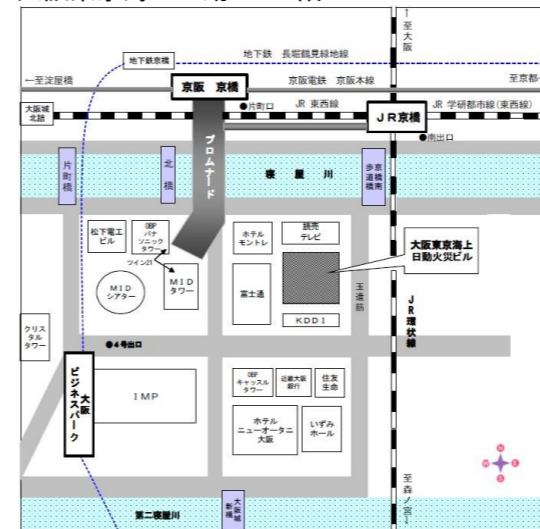 ↑至大阪
地下鉄 長堀鶴見緑地線
地下鉄京橋
←至淀屋橋
京阪 京橋
京阪電鉄 京阪本線
至京都
大阪城北詰
●片町口
JR 東西線
JR京橋
JR 学研都市線(東西線)
●南出口
片町橋
北橋
プロムナード
寝屋川
京橋南歩道橋
松下電工ビル
OBPパナソニックタワー
ツイン21
MIDシアター
MIDタワー
ホテルモントレ
読売テレビ
富士通
KDDI
大阪東京海上日動火災ビル
玉造筋
JR環状線
クリスタルタワー
●4号出口
大阪ビジネスパーク
IMP
OBPキャッスルタワー
近畿大阪銀行
住友生命
ホテルニューオータニ大阪
いずみホール
至森ノ宮↓
第二寝屋川
大阪城新橋